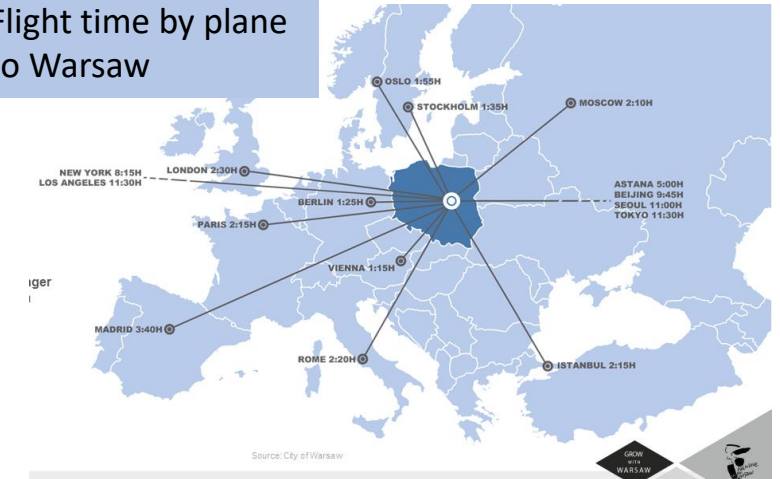 Flight time by plane
to Warsaw
OSLO 1:55H
STOCKHOLM 1:35H
MOSCOW 2:10H
NEW YORK 8:15H
LOS ANGELES 11:30H
LONDON 2:30H
BERLIN 1:25H
ASTANA 5:00H
BEIJING 9:45H
SEOUL 11:00H
TOKYO 11:30H
PARIS 2:15H
VIENNA 1:15H
MADRID 3:40H
ROME 2:20H
ISTANBUL 2:15H
Source: City of Warsaw
GROW
WITH
WARSAW